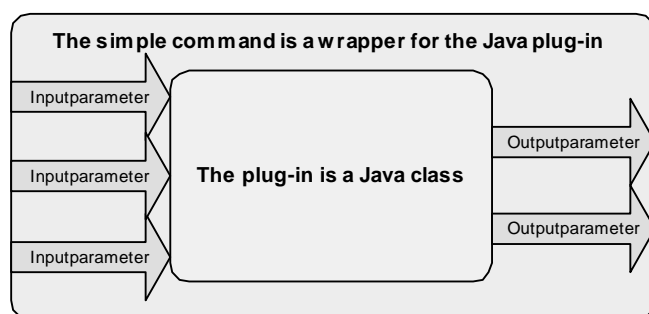 The simple command is a wrapper for the Java plug-in
Inputparameter
Inputparameter
Inputparameter
The plug-in is a Java class
Outputparameter
Outputparameter